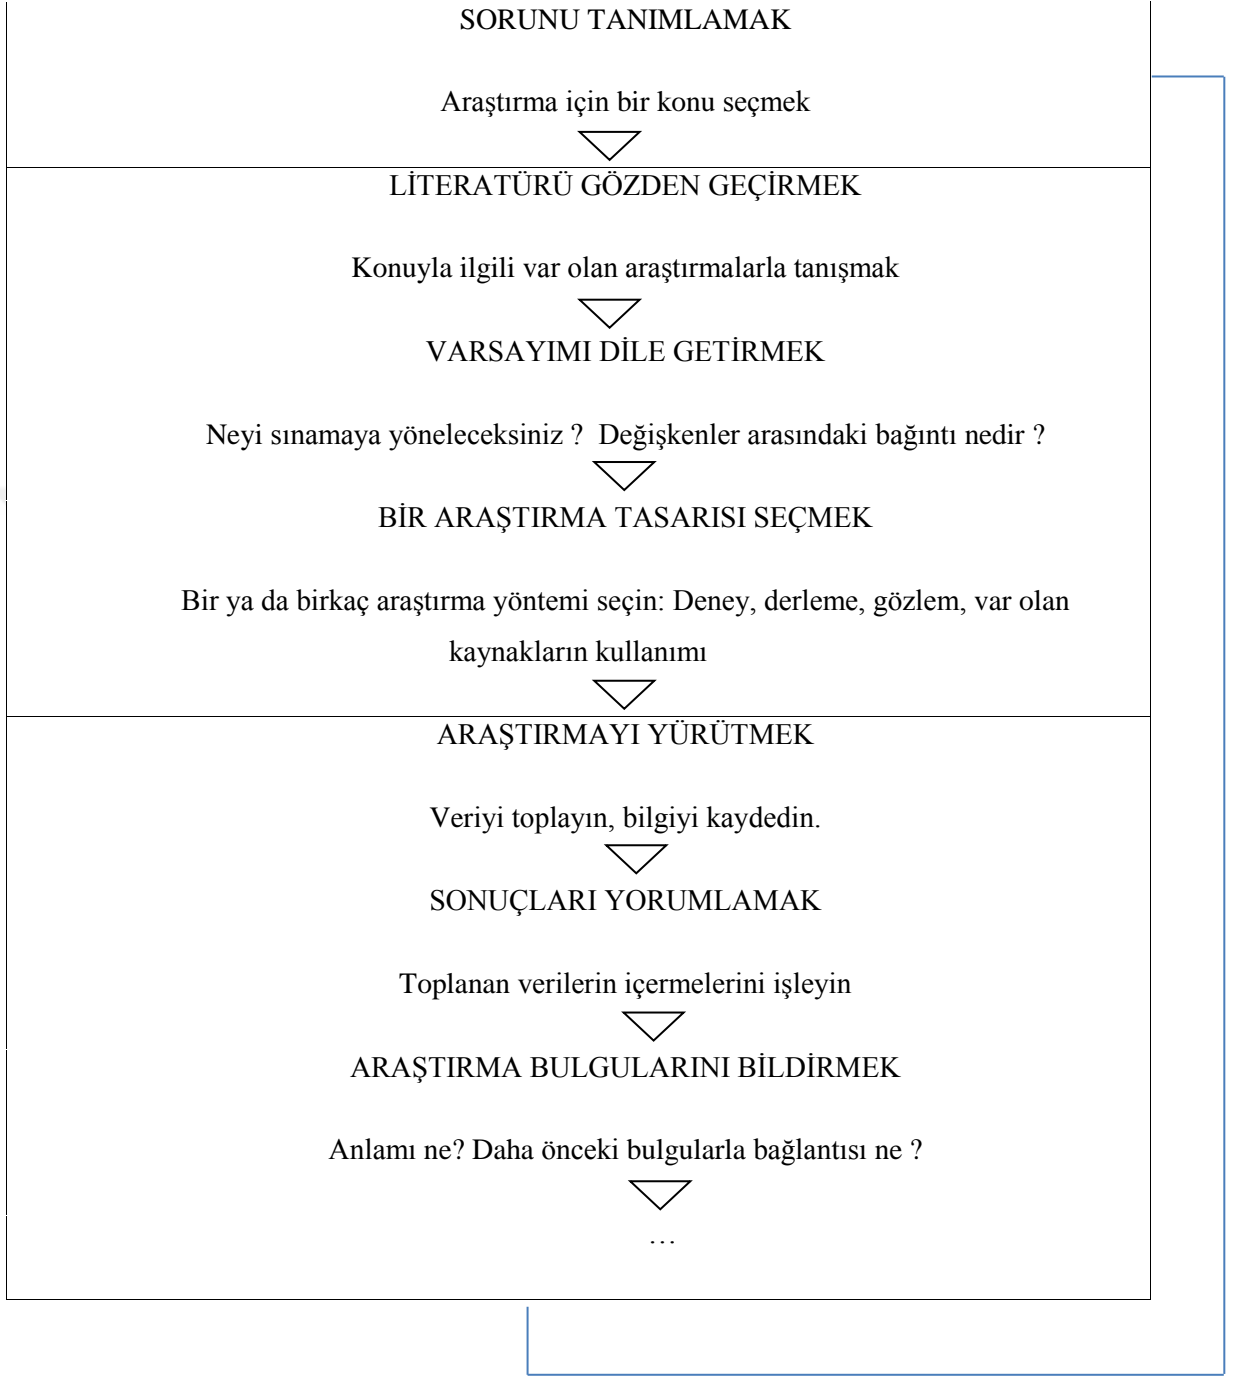 SORUNU TANIMLAMAK
Araştırma için bir konu seçmek
LİTERATÜRÜ GÖZDEN GEÇİRMEK
Konuyla ilgili var olan araştırmalarla tanışmak
VARSAYIMI DİLE GETİRMEK
Neyi sınamaya yöneleceksiniz ?  Değişkenler arasındaki bağıntı nedir ?
BİR ARAŞTIRMA TASARISI SEÇMEK
Bir ya da birkaç araştırma yöntemi seçin: Deney, derleme, gözlem, var olan
kaynakların kullanımı
ARAŞTIRMAYI YÜRÜTMEK
Veriyi toplayın, bilgiyi kaydedin.
SONUÇLARI YORUMLAMAK
Toplanan verilerin içermelerini işleyin
ARAŞTIRMA BULGULARINI BİLDİRMEK
Anlamı ne? Daha önceki bulgularla bağlantısı ne ?
…